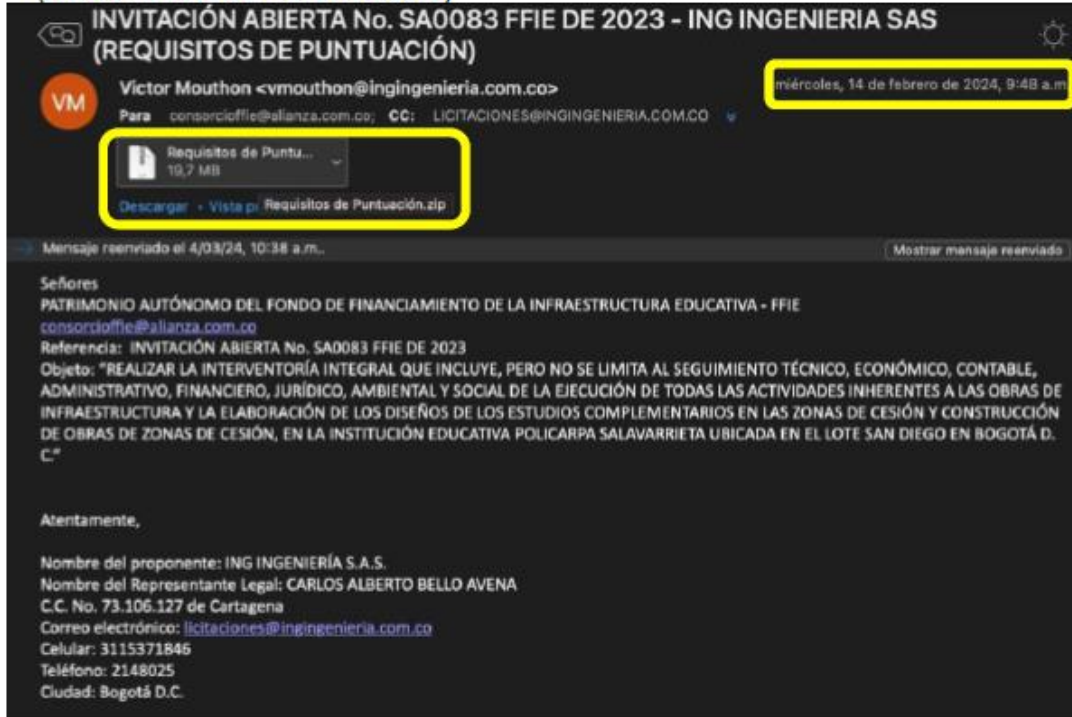 INVITACIÓN ABIERTA No. SA0083 FFIE DE 2023 - ING INGENIERIA SAS
(REQUISITOS DE PUNTUACIÓN)
VM
Victor Mouthon <vmouthon@ingingenieria.com.co>
miércoles, 14 de febrero de 2024, 9:48 a.m
Para consorcioffie@alianza.com.co; CC: LICITACIONES@INGINGENIERIA.COM.CO
Requisitos de Puntu...
19,7 MB
Descargar • Vista p
Requisitos de Puntuación.zip
Mensaje reenviado el 4/03/24, 10:38 a.m..
Mostrar mensaje reenviado
Señores
PATRIMONIO AUTÓNOMO DEL FONDO DE FINANCIAMIENTO DE LA INFRAESTRUCTURA EDUCATIVA - FFIE
consorcioffie@alianza.com.co
Referencia: INVITACIÓN ABIERTA No. SA0083 FFIE DE 2023
Objeto: "REALIZAR LA INTERVENTORÍA INTEGRAL QUE INCLUYE, PERO NO SE LIMITA AL SEGUIMIENTO TÉCNICO, ECONÓMICO, CONTABLE,
ADMINISTRATIVO, FINANCIERO, JURÍDICO, AMBIENTAL Y SOCIAL DE LA EJECUCIÓN DE TODAS LAS ACTIVIDADES INHERENTES A LAS OBRAS DE
INFRAESTRUCTURA Y LA ELABORACIÓN DE LOS DISEÑOS DE LOS ESTUDIOS COMPLEMENTARIOS EN LAS ZONAS DE CESIÓN Y CONSTRUCCIÓN
DE OBRAS DE ZONAS DE CESIÓN, EN LA INSTITUCIÓN EDUCATIVA POLICARPA SALAVARRIETA UBICADA EN EL LOTE SAN DIEGO EN BOGOTÁ D.
C."
Atentamente,
Nombre del proponente: ING INGENIERÍA S.A.S.
Nombre del Representante Legal: CARLOS ALBERTO BELLO AVENA
C.C. No. 73.106.127 de Cartagena
Correo electrónico: licitaciones@ingingenieria.com.co
Celular: 3115371846
Teléfono: 2148025
Ciudad: Bogotá D.C.